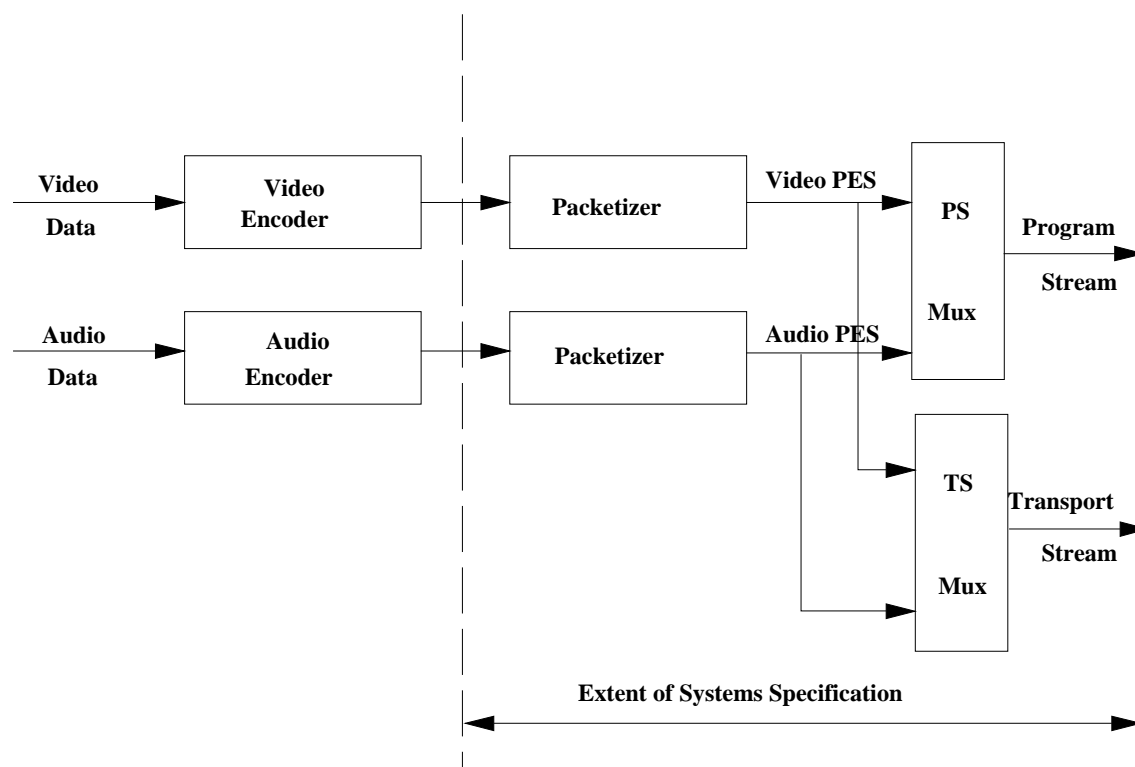 Video
Data
Video
Encoder
Packetizer
Video PES
PS
Mux
Program
Stream
Audio
Data
Audio
Encoder
Packetizer
Audio PES
TS
Mux
Transport
Stream
Extent of Systems Specification